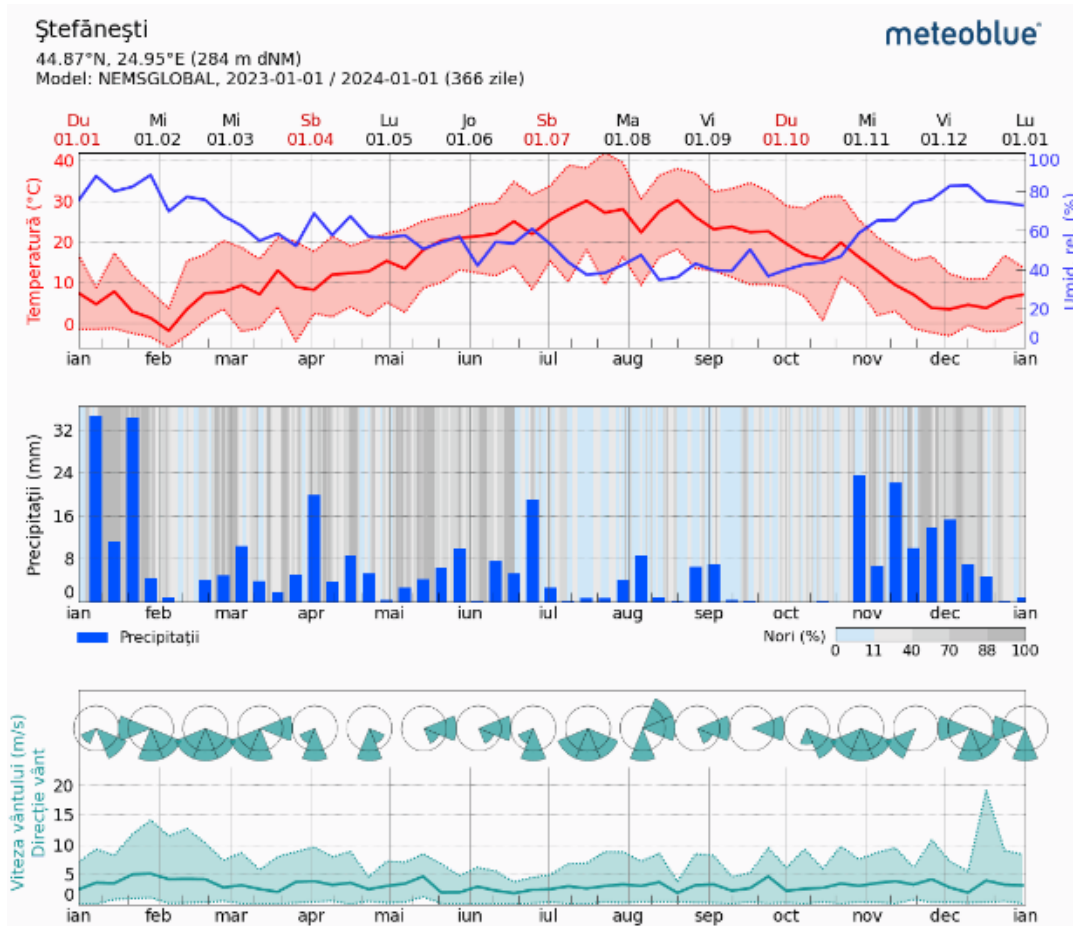 Ştefăneşti
meteoblue®
44.87°N, 24.95°E (284 m dNM)
Model: NEMSGLOBAL, 2023-01-01 / 2024-01-01 (366 zile)
Du Mi Mi Sb Lu Jo Sb Ma Vi Du Mi Vi Lu
01.01 01.02 01.03 01.04 01.05 01.06 01.07 01.08 01.09 01.10 01.11 01.12 01.01
Temperatură (°C)
40
30
20
10
0
100
80
60
40
20
0
Umid. rel. (%)
ian feb mar apr mai iun iul aug sep oct nov dec ian
Precipitații (mm)
32
24
16
8
0
ian feb mar apr mai iun iul aug sep oct nov dec ian
Precipitații
Nori (%)
0 11 40 70 88 100
Viteza vântului (m/s)
Direcție vânt
20
15
10
5
0
ian feb mar apr mai iun iul aug sep oct nov dec ian